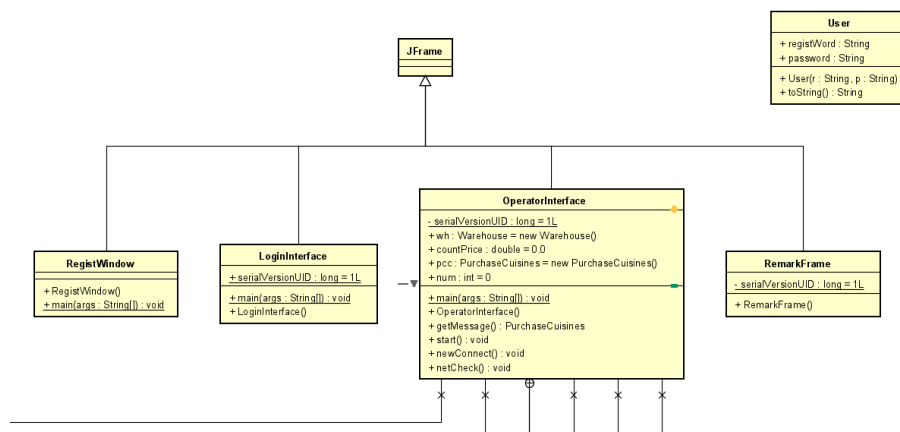 JFrame
User
+ registWord : String
+ password : String
+ User(r : String, p : String)
+ toString() : String
RegistWindow
+ RegistWindow()
+ main(args : String[]) : void
LoginInterface
+ serialVersionUID : long = 1L
+ main(args : String[]) : void
+ LoginInterface()
OperatorInterface
- serialVersionUID : long = 1L
+ wh : Warehouse = new Warehouse()
+ countPrice : double = 0.0
+ pcc : PurchaseCuisines = new PurchaseCuisines()
+ num : int = 0
+ main(args : String[]) : void
+ OperatorInterface()
+ getMessage() : PurchaseCuisines
+ start() : void
+ newConnect() : void
+ netCheck() : void
RemarkFrame
- serialVersionUID : long = 1L
+ RemarkFrame()